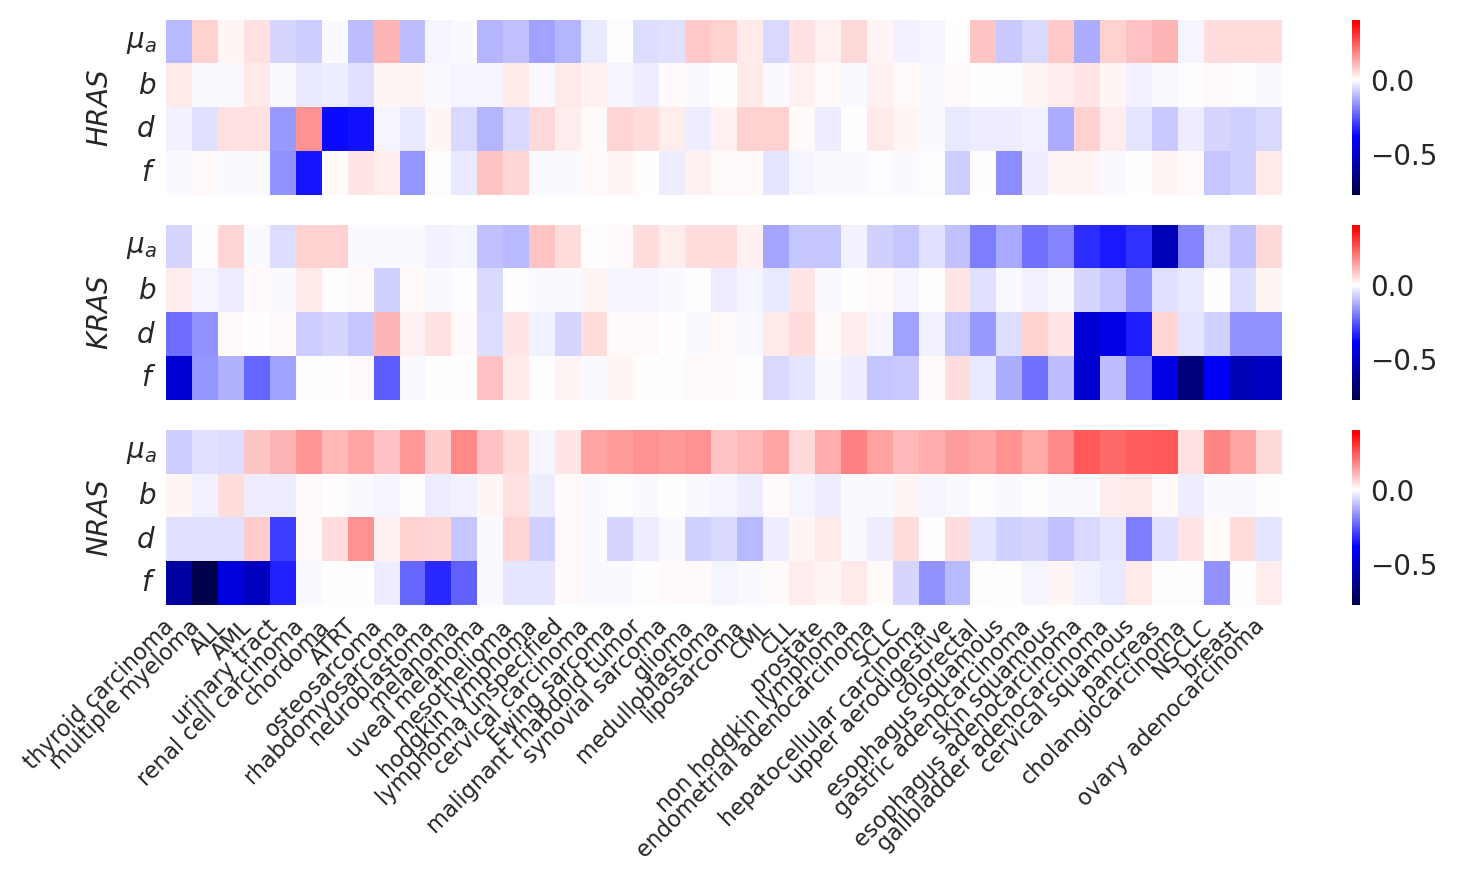 HRAS
μa
b
d
f
0.0
−0.5
KRAS
μa
b
d
f
0.0
−0.5
NRAS
μa
b
d
f
0.0
−0.5
thyroid carcinoma
multiple myeloma
ALL
AML
urinary tract
renal cell carcinoma
chordoma
ATRT
osteosarcoma
rhabdomyosarcoma
neuroblastoma
melanoma
uveal melanoma
mesothelioma
hodgkin lymphoma
lymphoma unspecified
cervical carcinoma
Ewing sarcoma
malignant rhabdoid tumor
synovial sarcoma
glioma
medulloblastoma
liposarcoma
CML
CLL
prostate
non hodgkin lymphoma
endometrial adenocarcinoma
SCLC
hepatocellular carcinoma
upper aerodigestive
colorectal
esophagus squamous
gastric adenocarcinoma
skin squamous
esophagus adenocarcinoma
gallbladder adenocarcinoma
cervical squamous
pancreas
cholangiocarcinoma
NSCLC
breast
ovary adenocarcinoma